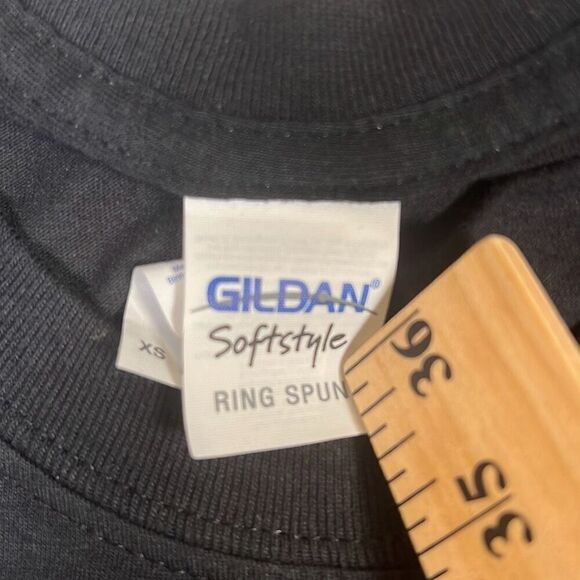 GILDAN®
Softstyle
RING SPUN
XS
36
35